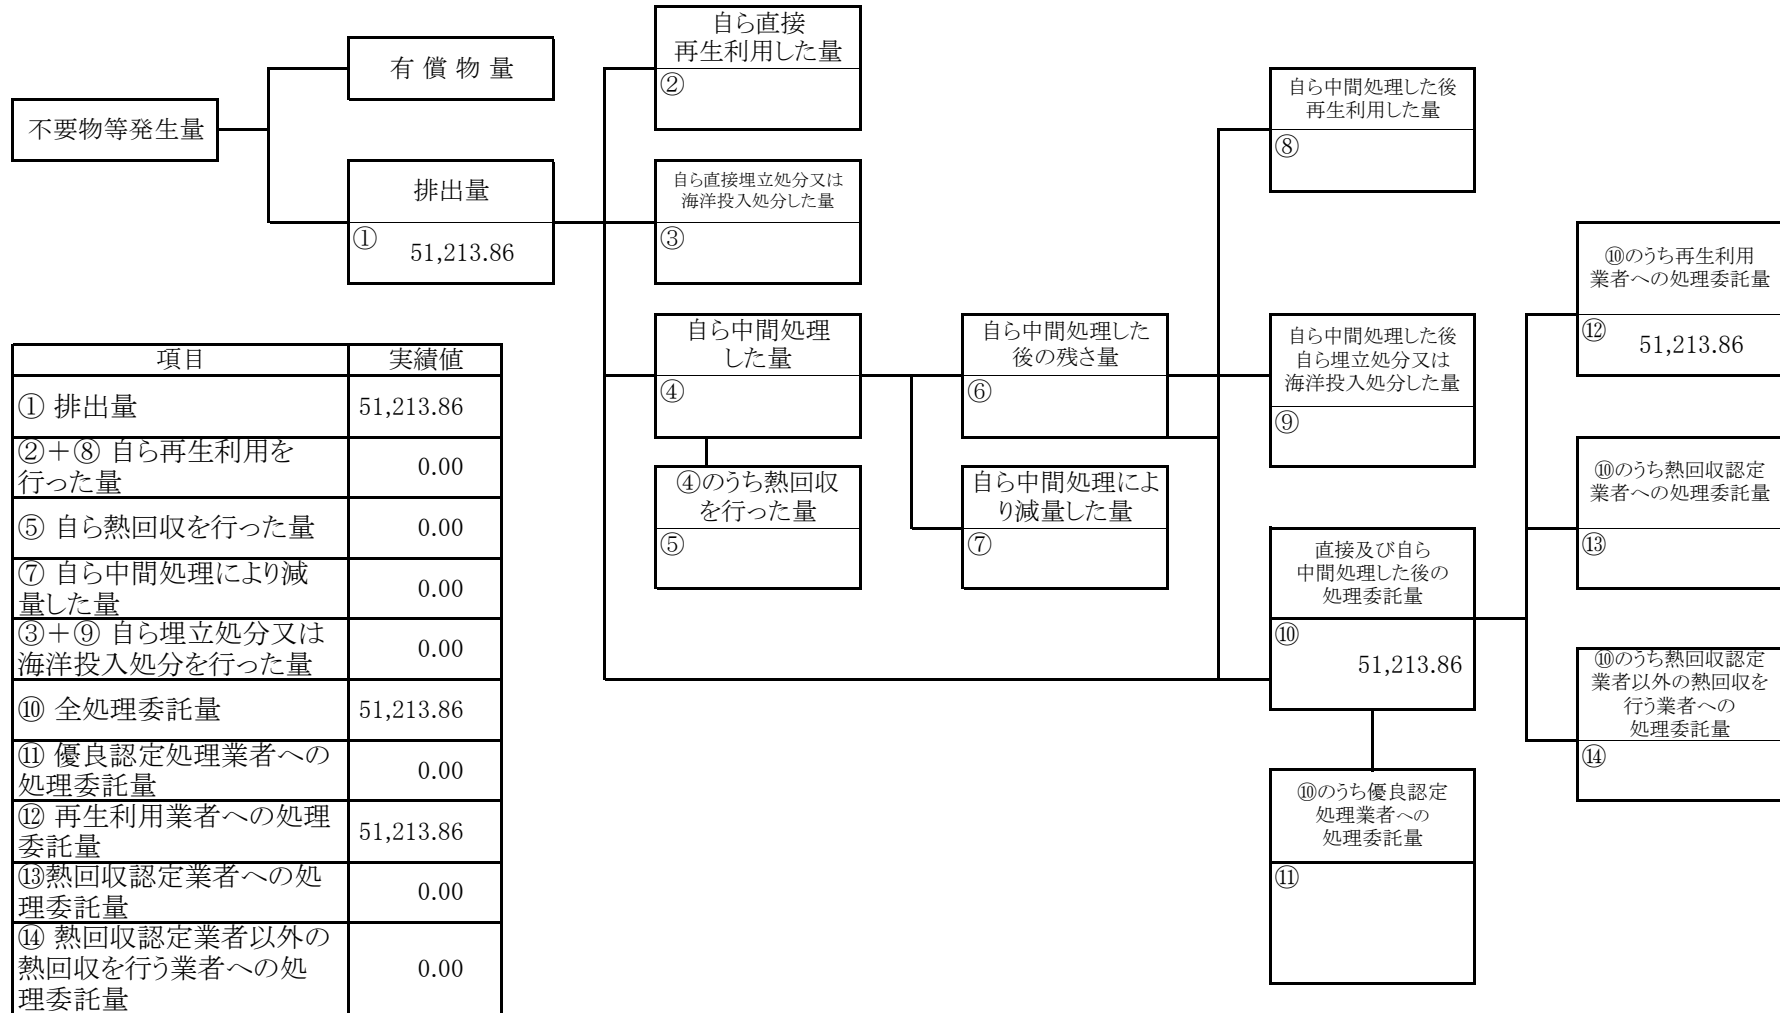 不要物等発生量
有 償 物 量
排出量
①
51,213.86
自ら直接
再生利用した量
②
自ら直接埋立処分又は
海洋投入処分した量
③
自ら中間処理
した量
④
④のうち熱回収
を行った量
⑤
自ら中間処理した
後の残さ量
⑥
自ら中間処理によ
り減量した量
⑦
自ら中間処理した後
再生利用した量
⑧
自ら中間処理した後
自ら埋立処分又は
海洋投入処分した量
⑨
直接及び自ら
中間処理した後の
処理委託量
⑩
51,213.86
⑩のうち優良認定
処理業者への
処理委託量
⑪
⑩のうち再生利用
業者への処理委託量
⑫ 51,213.86
⑩のうち熱回収認定
業者への処理委託量
⑬
⑩のうち熱回収認定
業者以外の熱回収を
行う業者への
処理委託量
⑭
項目 実績値
① 排出量 51,213.86
②＋⑧ 自ら再生利用を
行った量 0.00
⑤ 自ら熱回収を行った量 0.00
⑦ 自ら中間処理により減
量した量 0.00
③＋⑨ 自ら埋立処分又は
海洋投入処分を行った量 0.00
⑩ 全処理委託量 51,213.86
⑪ 優良認定処理業者への
処理委託量 0.00
⑫ 再生利用業者への処理
委託量 51,213.86
⑬熱回収認定業者への処
理委託量 0.00
⑭ 熱回収認定業者以外の
熱回収を行う業者への処
理委託量 0.00